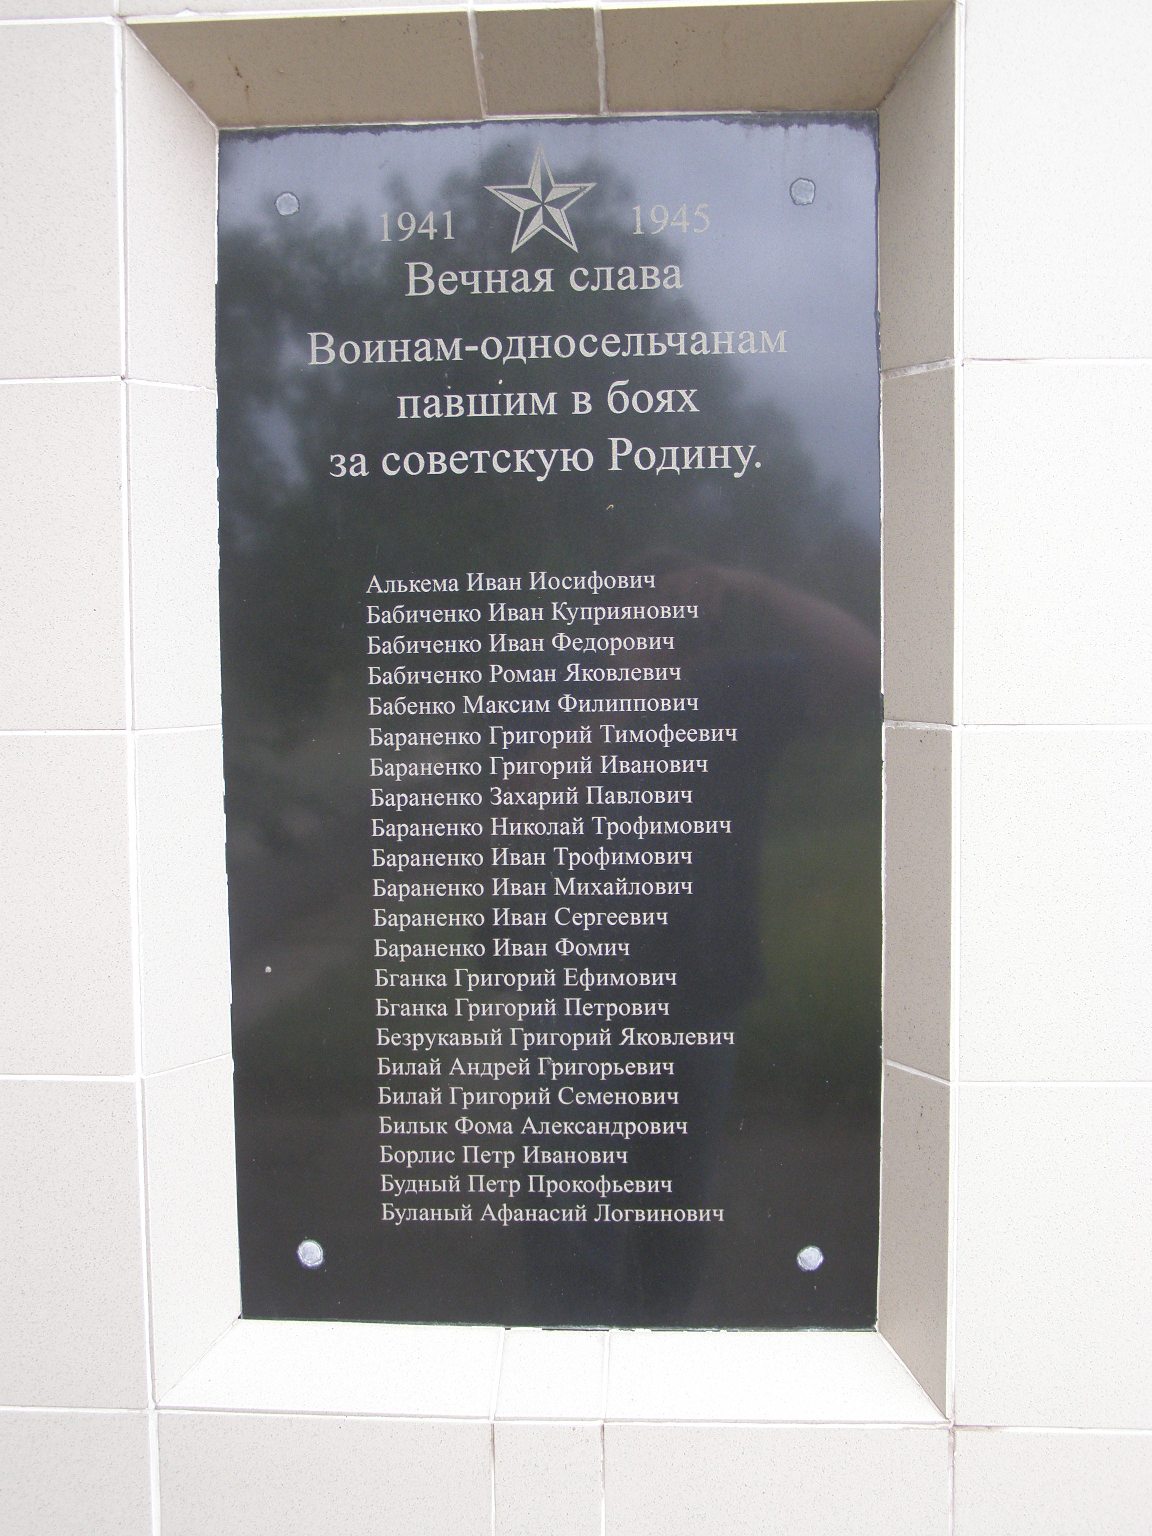 1941 1945
Вечная слава
Воинам-односельчанам
павшим в боях
за советскую Родину.
Алькема Иван Иосифович
Бабиченко Иван Куприянович
Бабиченко Иван Федорович
Бабиченко Роман Яковлевич
Бабенко Максим Филиппович
Бараненко Григорий Тимофеевич
Бараненко Григорий Иванович
Бараненко Захарий Павлович
Бараненко Николай Трофимович
Бараненко Иван Трофимович
Бараненко Иван Михайлович
Бараненко Иван Сергеевич
Бараненко Иван Фомич
Бганка Григорий Ефимович
Бганка Григорий Петрович
Безрукавый Григорий Яковлевич
Билай Андрей Григорьевич
Билай Григорий Семенович
Билык Фома Александрович
Борлис Петр Иванович
Будный Петр Прокофьевич
Буланый Афанасий Логвинович